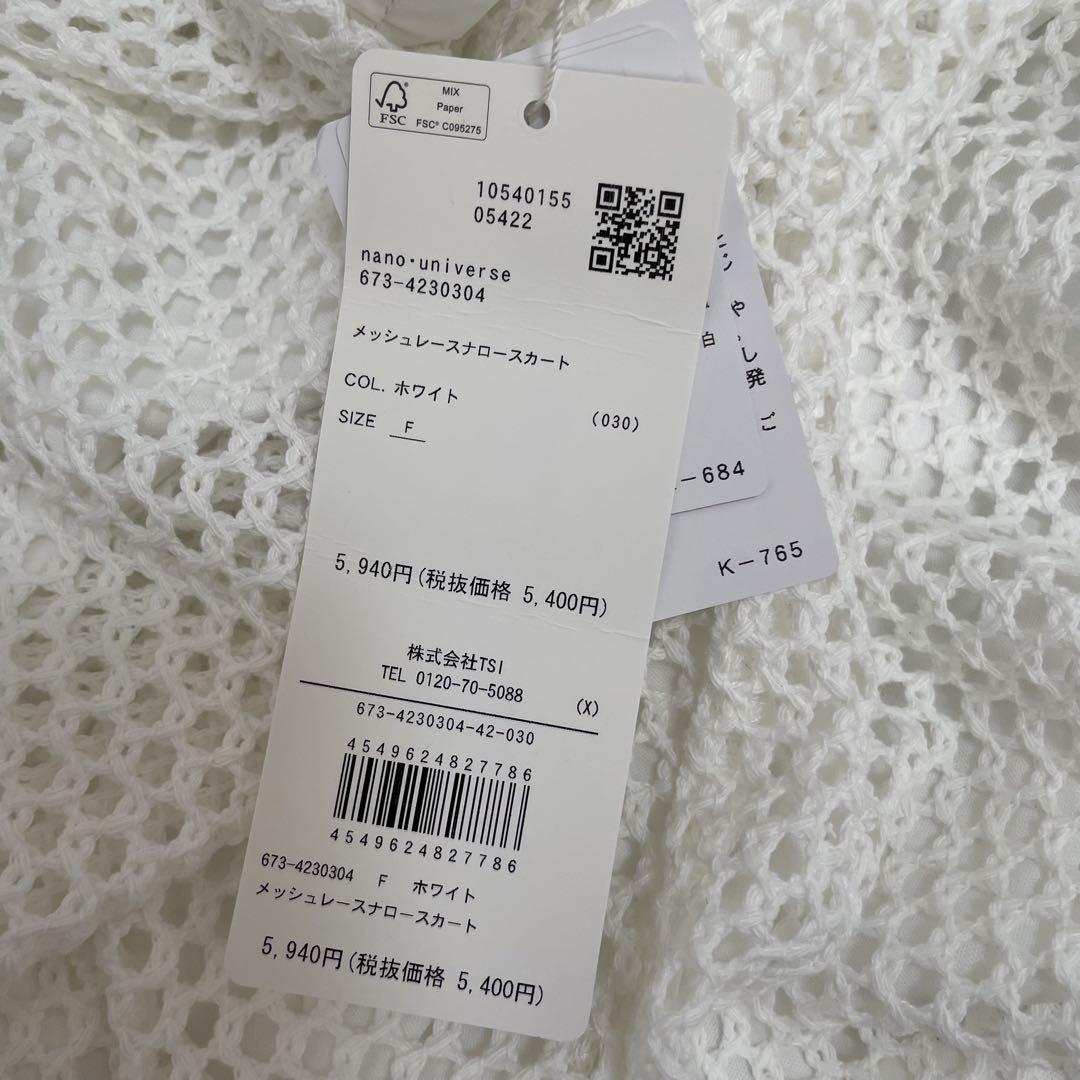 MIX
Paper
FSC
FSC® C095275
10540155
05422
nano・universe
673-4230304
メッシュレースナロースカート
COL. ホワイト (030)
SIZE F
5,940円(税抜価格 5,400円)
株式会社TSI
TEL 0120-70-5088 (X)
673-4230304-42-030
4549624827786
4549624827786
673-4230304 F ホワイト
メッシュレースナロースカート
5,940円(税抜価格 5,400円)
白
-684
や
し
発
ご
K-765